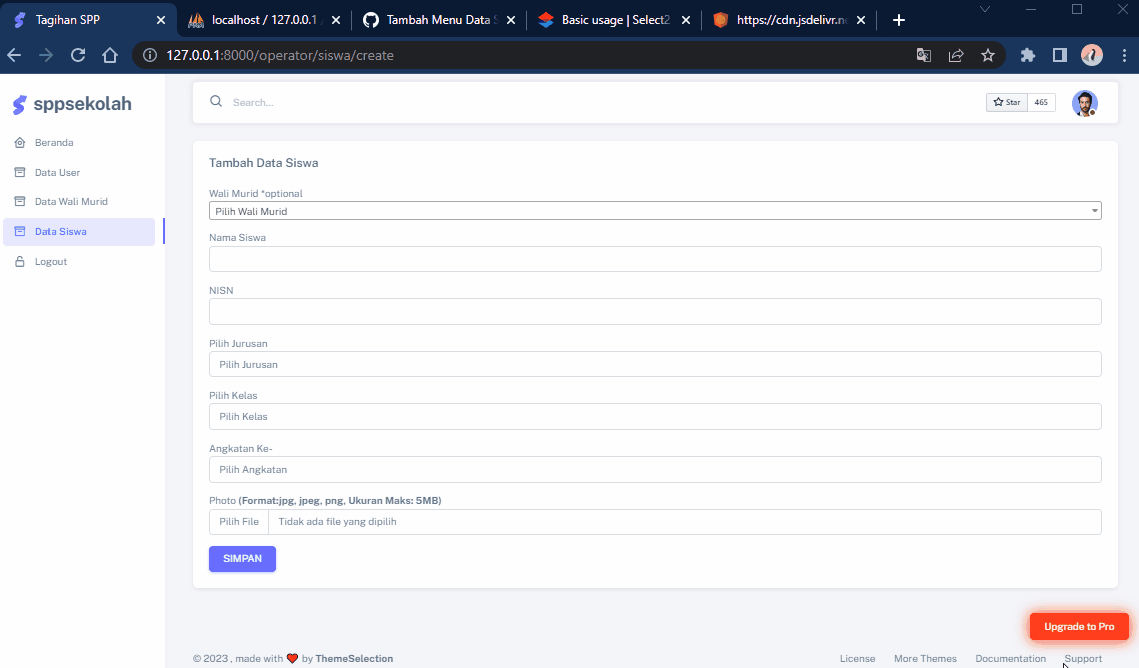 Tagihan SPP
localhost / 127.0.0.1 /
Tambah Menu Data S
Basic usage | Select2
https://cdn.jsdelivr.ne
127.0.0.1:8000/operator/siswa/create
sppsekolah
Search...
Star
465
Beranda
Data User
Data Wali Murid
Data Siswa
Logout
Tambah Data Siswa
Wali Murid *optional
Pilih Wali Murid
Nama Siswa
NISN
Pilih Jurusan
Pilih Jurusan
Pilih Kelas
Pilih Kelas
Angkatan Ke-
Pilih Angkatan
Photo (Format:jpg, jpeg, png, Ukuran Maks: 5MB)
Pilih File
Tidak ada file yang dipilih
SIMPAN
Upgrade to Pro
© 2023 , made with ❤️ by ThemeSelection
License
More Themes
Documentation
Support